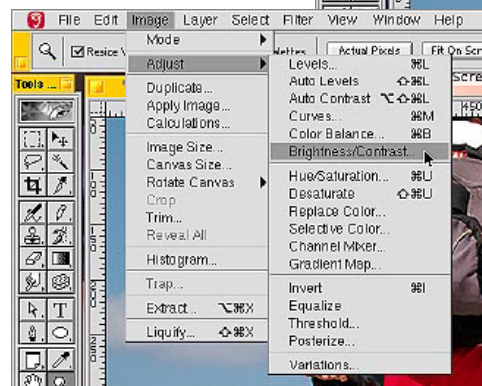 File Edit Image Layer Select Filter View Window Help
Resize
Actual Pixels
Fit On Scr
Tools ...
Mode
Adjust
Duplicate...
Apply Image...
Calculations...
Image Size...
Canvas Size...
Rotate Canvas
Crop
Trim...
Reveal All
Histogram...
Trap...
Extract... ⌥⌘X
Liquify... ⇧⌘X
Levels... ⌘L
Auto Levels ⇧⌘L
Auto Contrast ⌥⇧⌘L
Curves... ⌘M
Color Balance... ⌘B
Brightness/Contrast...
Hue/Saturation... ⌘U
Desaturate ⇧⌘U
Replace Color...
Selective Color...
Channel Mixer...
Gradient Map...
Invert ⌘I
Equalize
Threshold...
Posterize...
Variations...
Scre
450